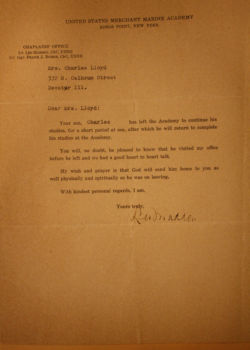 UNITED STATES MERCHANT MARINE ACADEMY
KINGS POINT, NEW YORK
CHAPLAINS' OFFICE
Mrs. Charles Lloyd
Decatur Ill.
Dear Mrs. Lloyd:
Your son, Charles has left the Academy to continue his
studies, for a short period at sea, after which he will return to complete
his studies at the Academy.
You will no doubt, be pleased to know that he visited my office
before he left and we had a good heart to heart talk.
My wish and prayer is that God will send him home to you as
well physically and spiritually as he was on leaving.
With kindest personal regards, I am,
Yours truly,